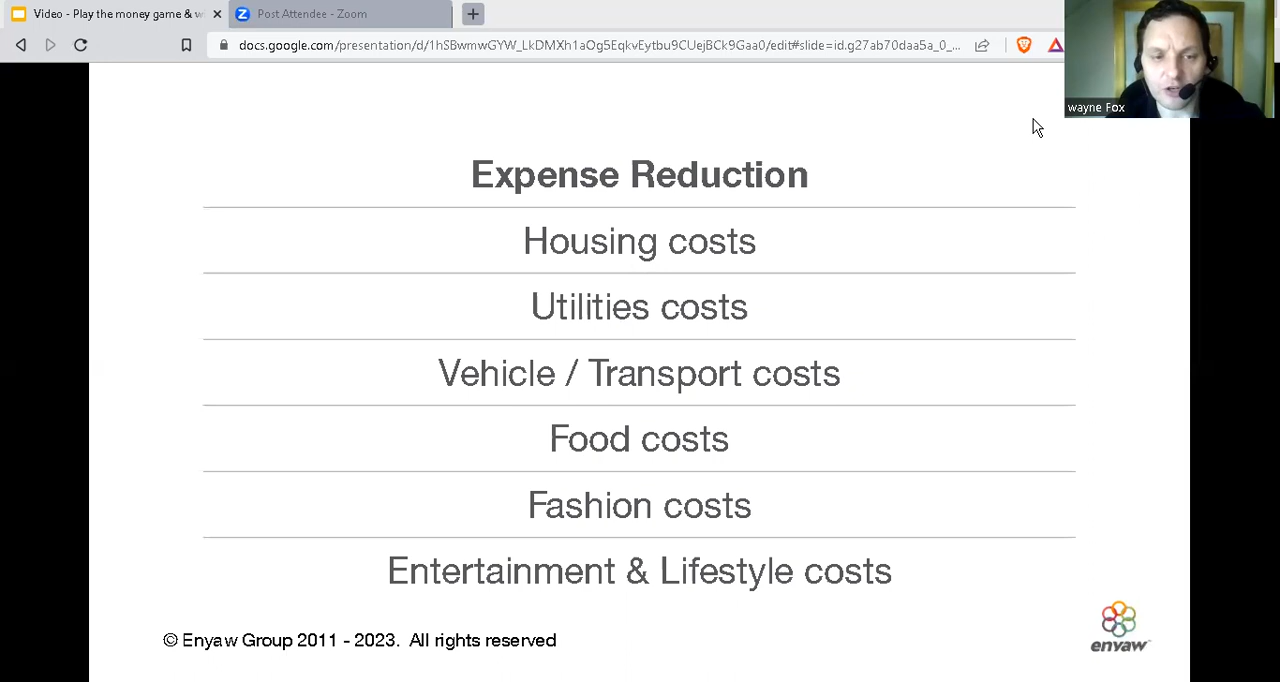 Video - Play the money game & w
Post Attendee - Zoom
docs.google.com/presentation/d/1hSBwmwGYW_LkDMXh1aOg5EqkvEytbu9CUejBCk9Gaa0/edit#slide=id.g27ab70daa5a_0_...
wayne Fox
Expense Reduction
Housing costs
Utilities costs
Vehicle / Transport costs
Food costs
Fashion costs
Entertainment & Lifestyle costs
© Enyaw Group 2011 - 2023. All rights reserved
enyaw